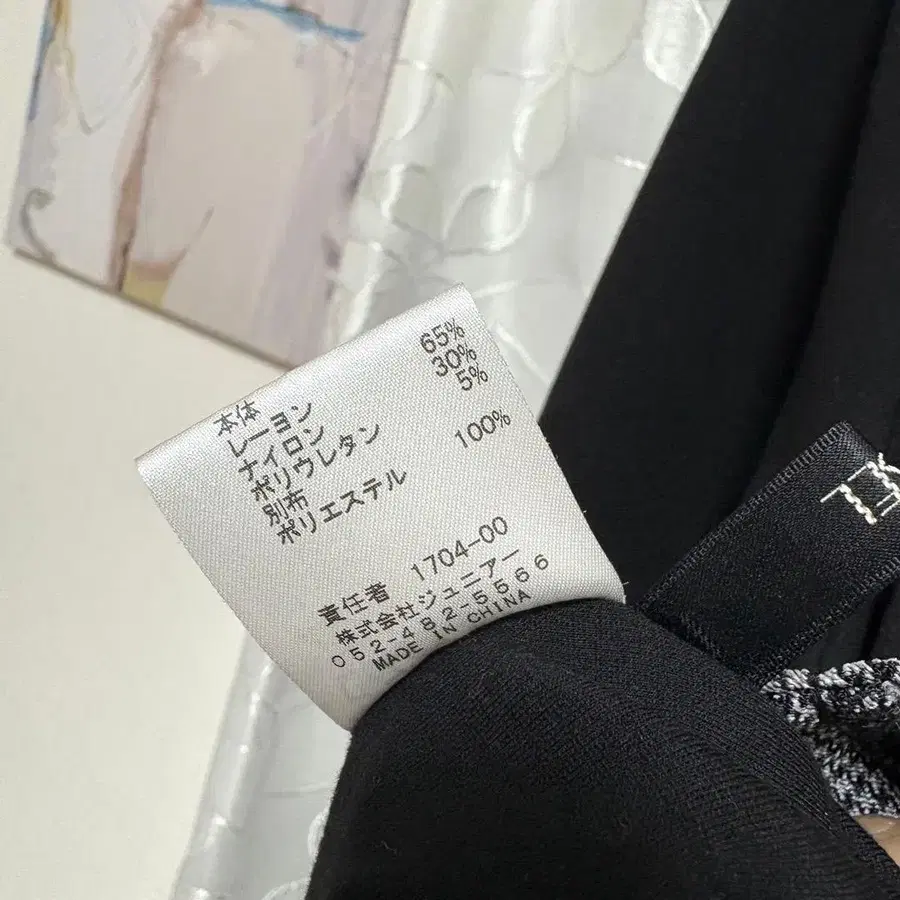 本体
レーヨン 65%
ナイロン 30%
ポリウレタン 5%
別布
ポリエステル 100%
責任者 1704-00
株式会社ジュニアー
052-482-5566
MADE IN CHINA